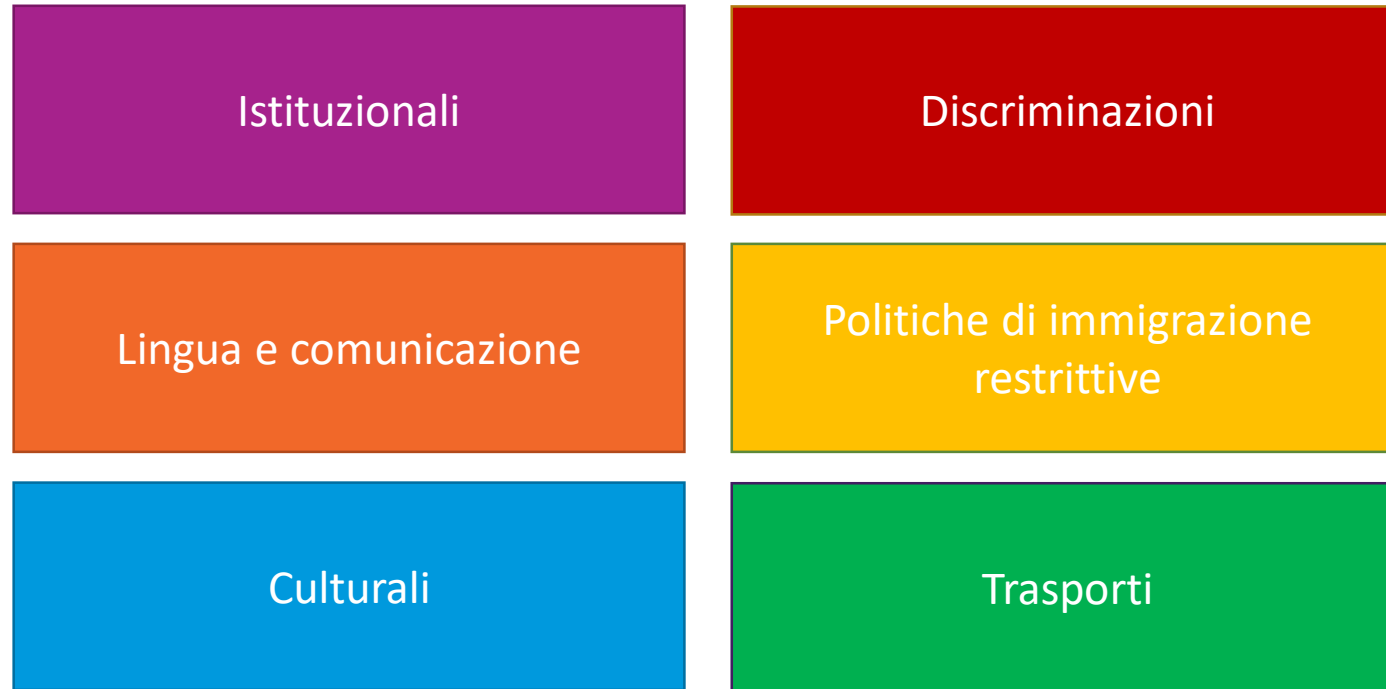 Istituzionali
Discriminazioni
Lingua e comunicazione
Politiche di immigrazione
restrittive
Culturali
Trasporti